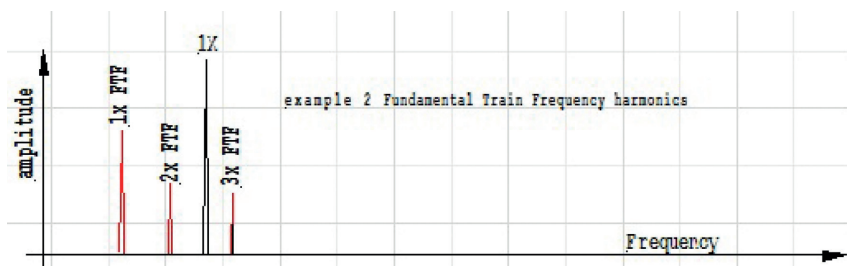 1X
1x FTF
2x FTF
3x FTF
amplitude
example 2 Fundamental Train Frequency harmonics
Frequency